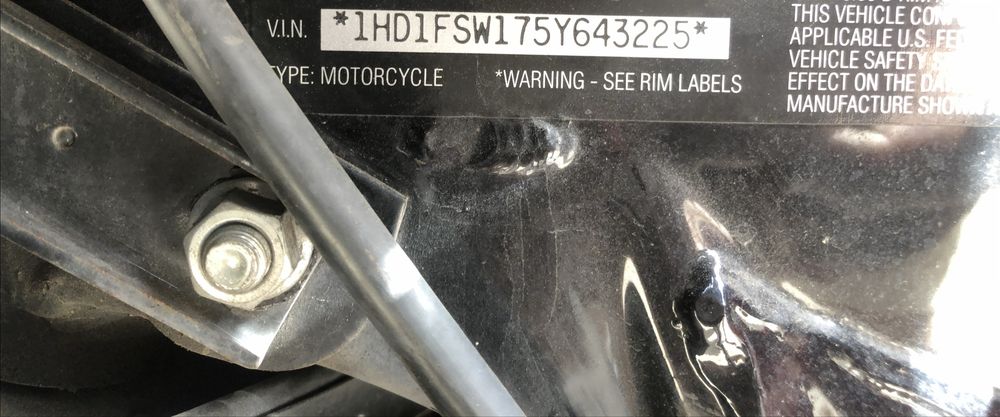 V.I.N. *1HD1FSW175Y643225*
TYPE: MOTORCYCLE *WARNING - SEE RIM LABELS
THIS VEHICLE
APPLICABLE U.S.
VEHICLE SAFETY
EFFECT ON THE
MANUFACTURE